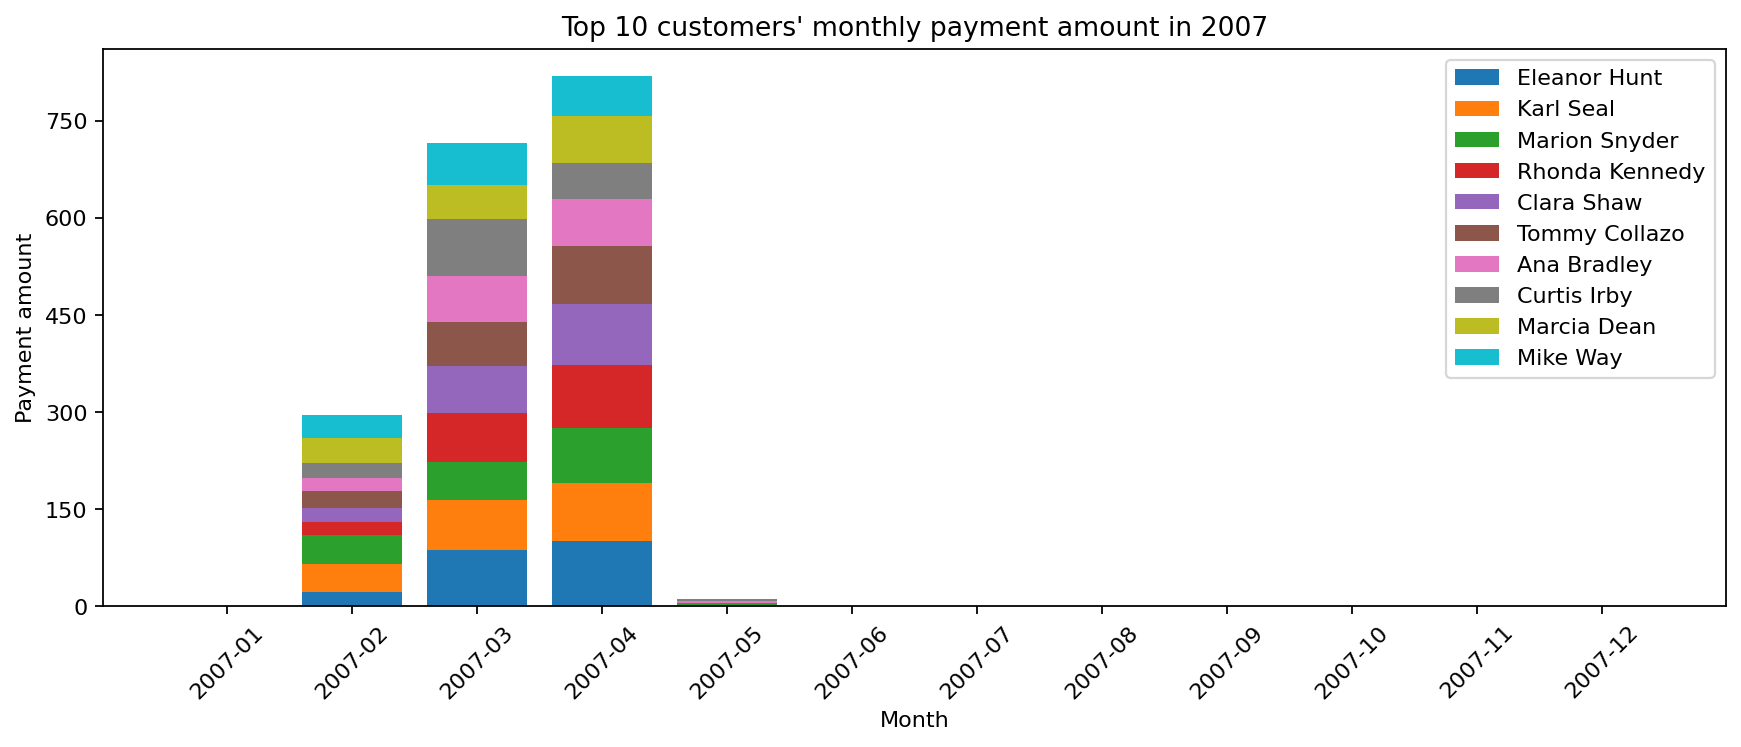 Top 10 customers' monthly payment amount in 2007
Payment amount
750
600
450
300
150
0
Eleanor Hunt
Karl Seal
Marion Snyder
Rhonda Kennedy
Clara Shaw
Tommy Collazo
Ana Bradley
Curtis Irby
Marcia Dean
Mike Way
2007-01
2007-02
2007-03
2007-04
2007-05
2007-06
2007-07
2007-08
2007-09
2007-10
2007-11
2007-12
Month